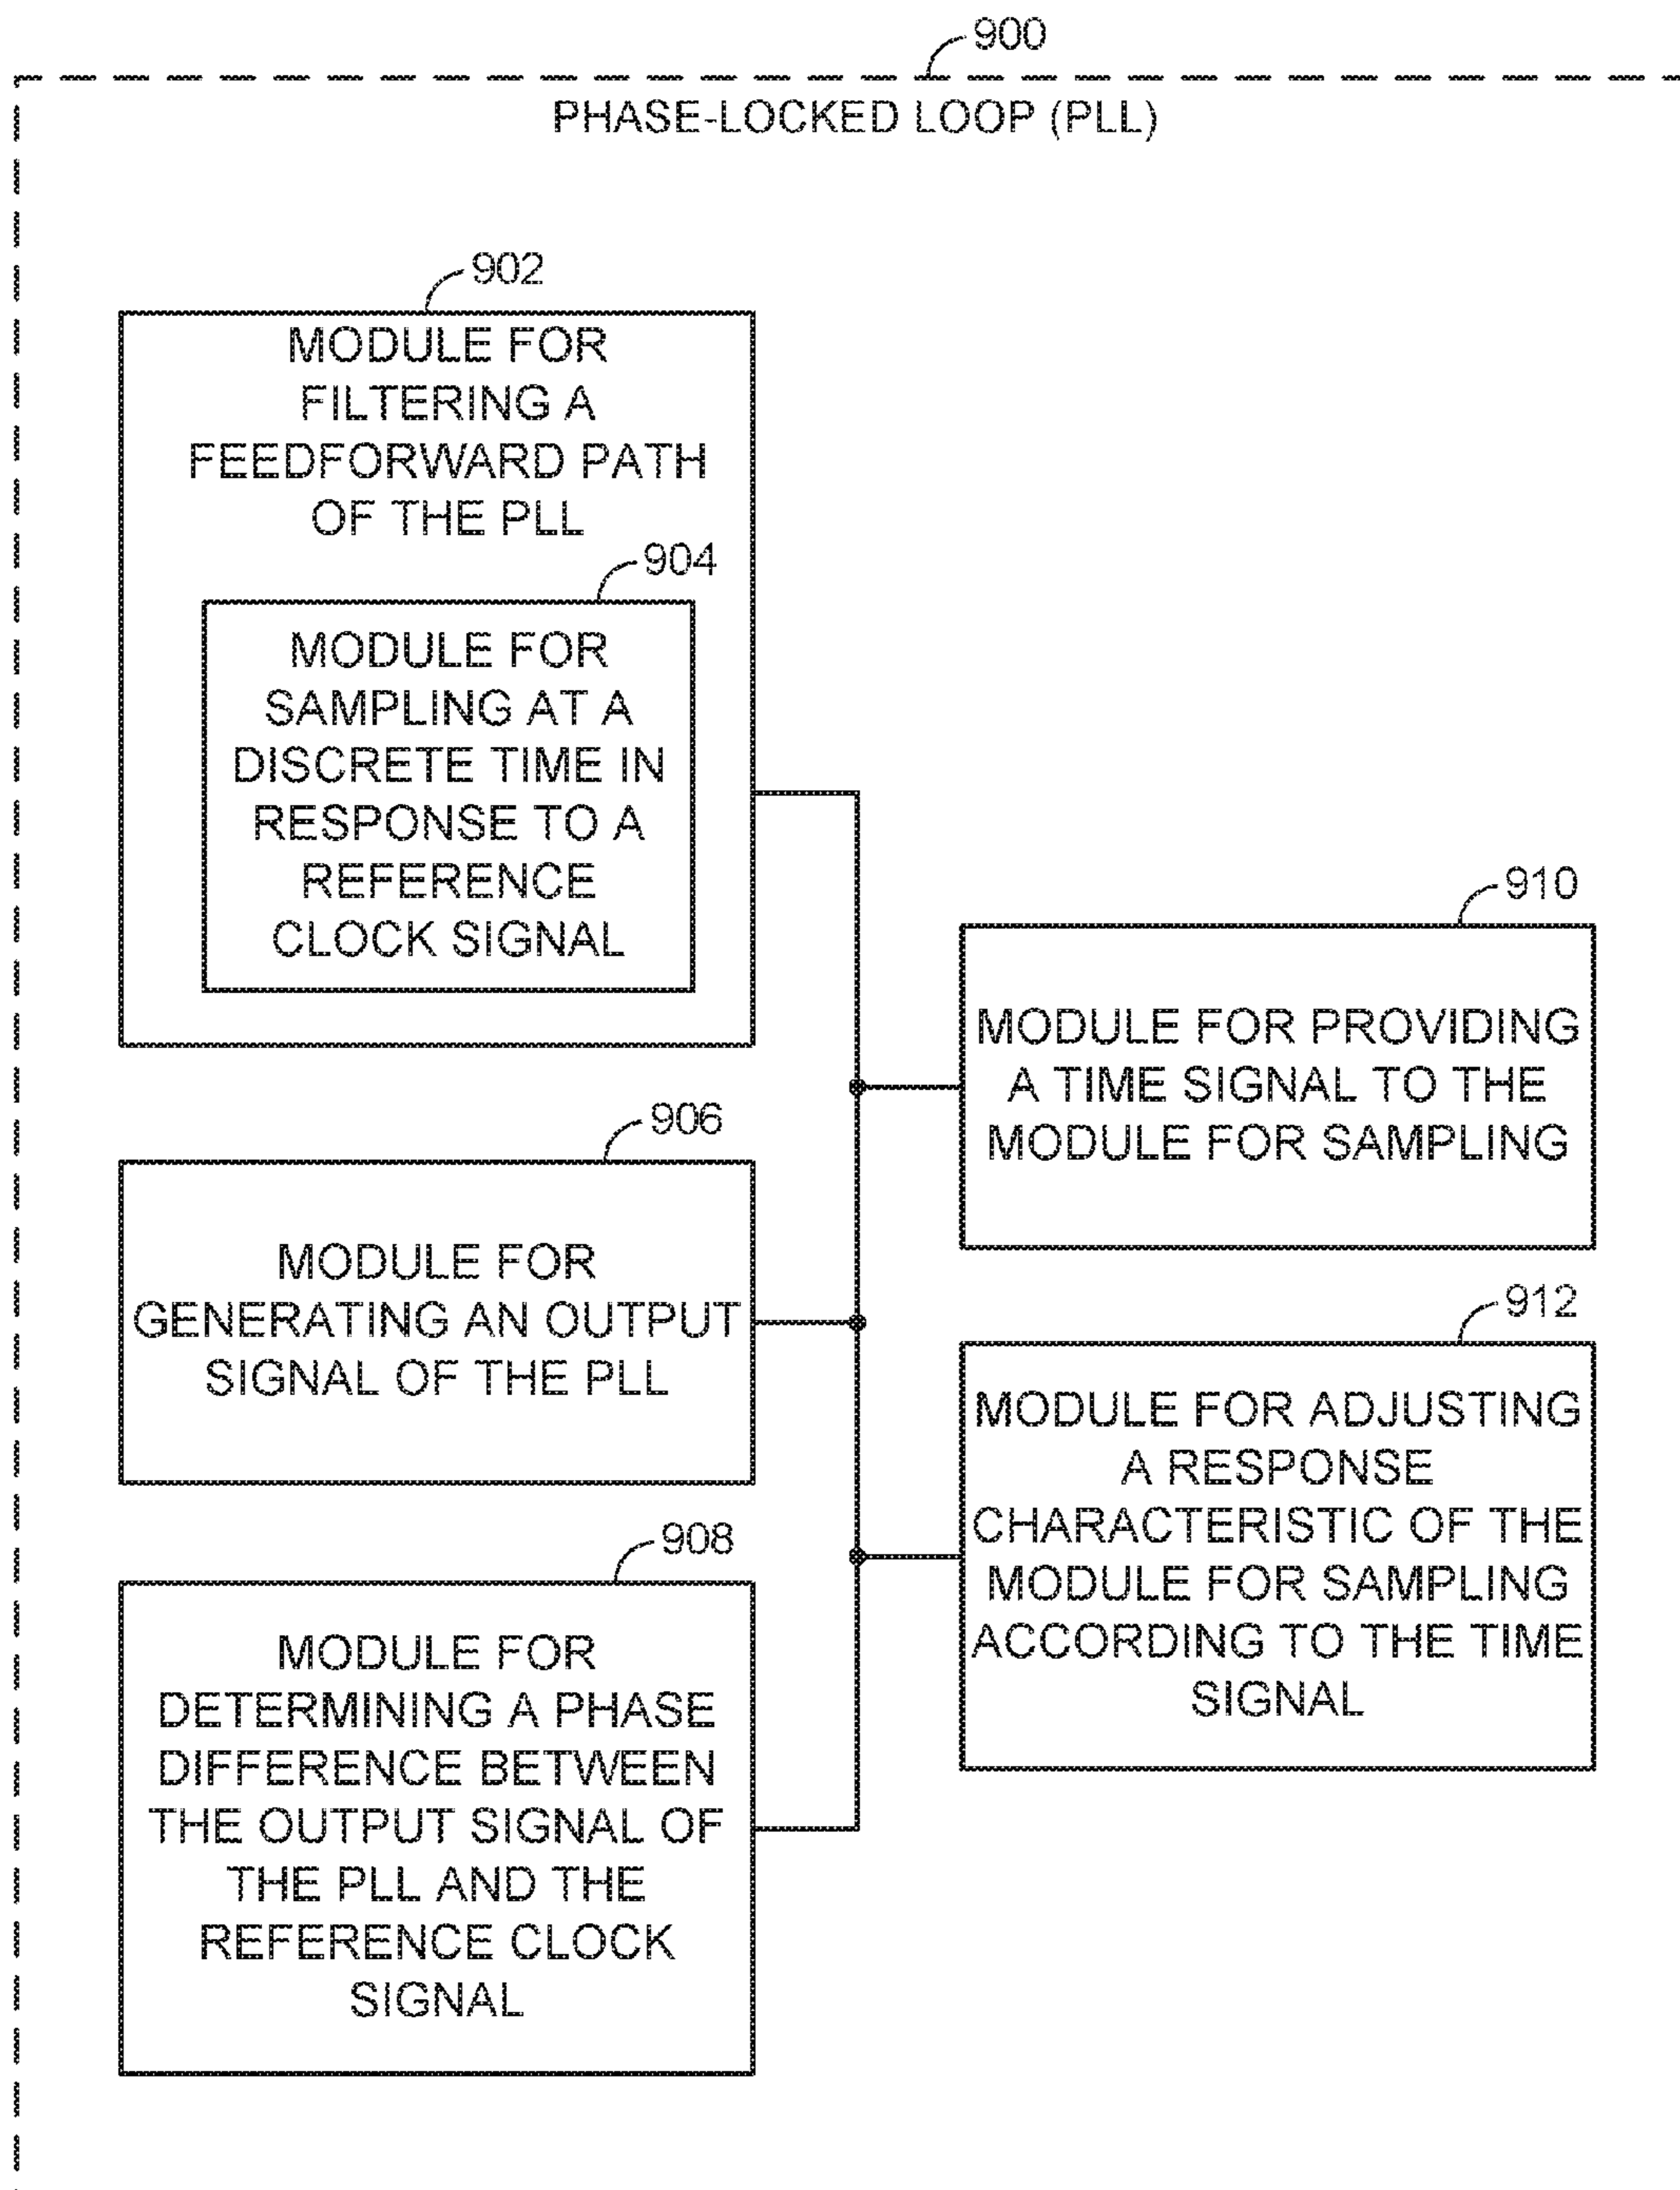 900
PHASE-LOCKED LOOP (PLL)
902
MODULE FOR
FILTERING A
FEEDFORWARD PATH
OF THE PLL
904
MODULE FOR
SAMPLING AT A
DISCRETE TIME IN
RESPONSE TO A
REFERENCE
CLOCK SIGNAL
906
MODULE FOR
GENERATING AN OUTPUT
SIGNAL OF THE PLL
908
MODULE FOR
DETERMINING A PHASE
DIFFERENCE BETWEEN
THE OUTPUT SIGNAL OF
THE PLL AND THE
REFERENCE CLOCK
SIGNAL
910
MODULE FOR PROVIDING
A TIME SIGNAL TO THE
MODULE FOR SAMPLING
912
MODULE FOR ADJUSTING
A RESPONSE
CHARACTERISTIC OF THE
MODULE FOR SAMPLING
ACCORDING TO THE TIME
SIGNAL